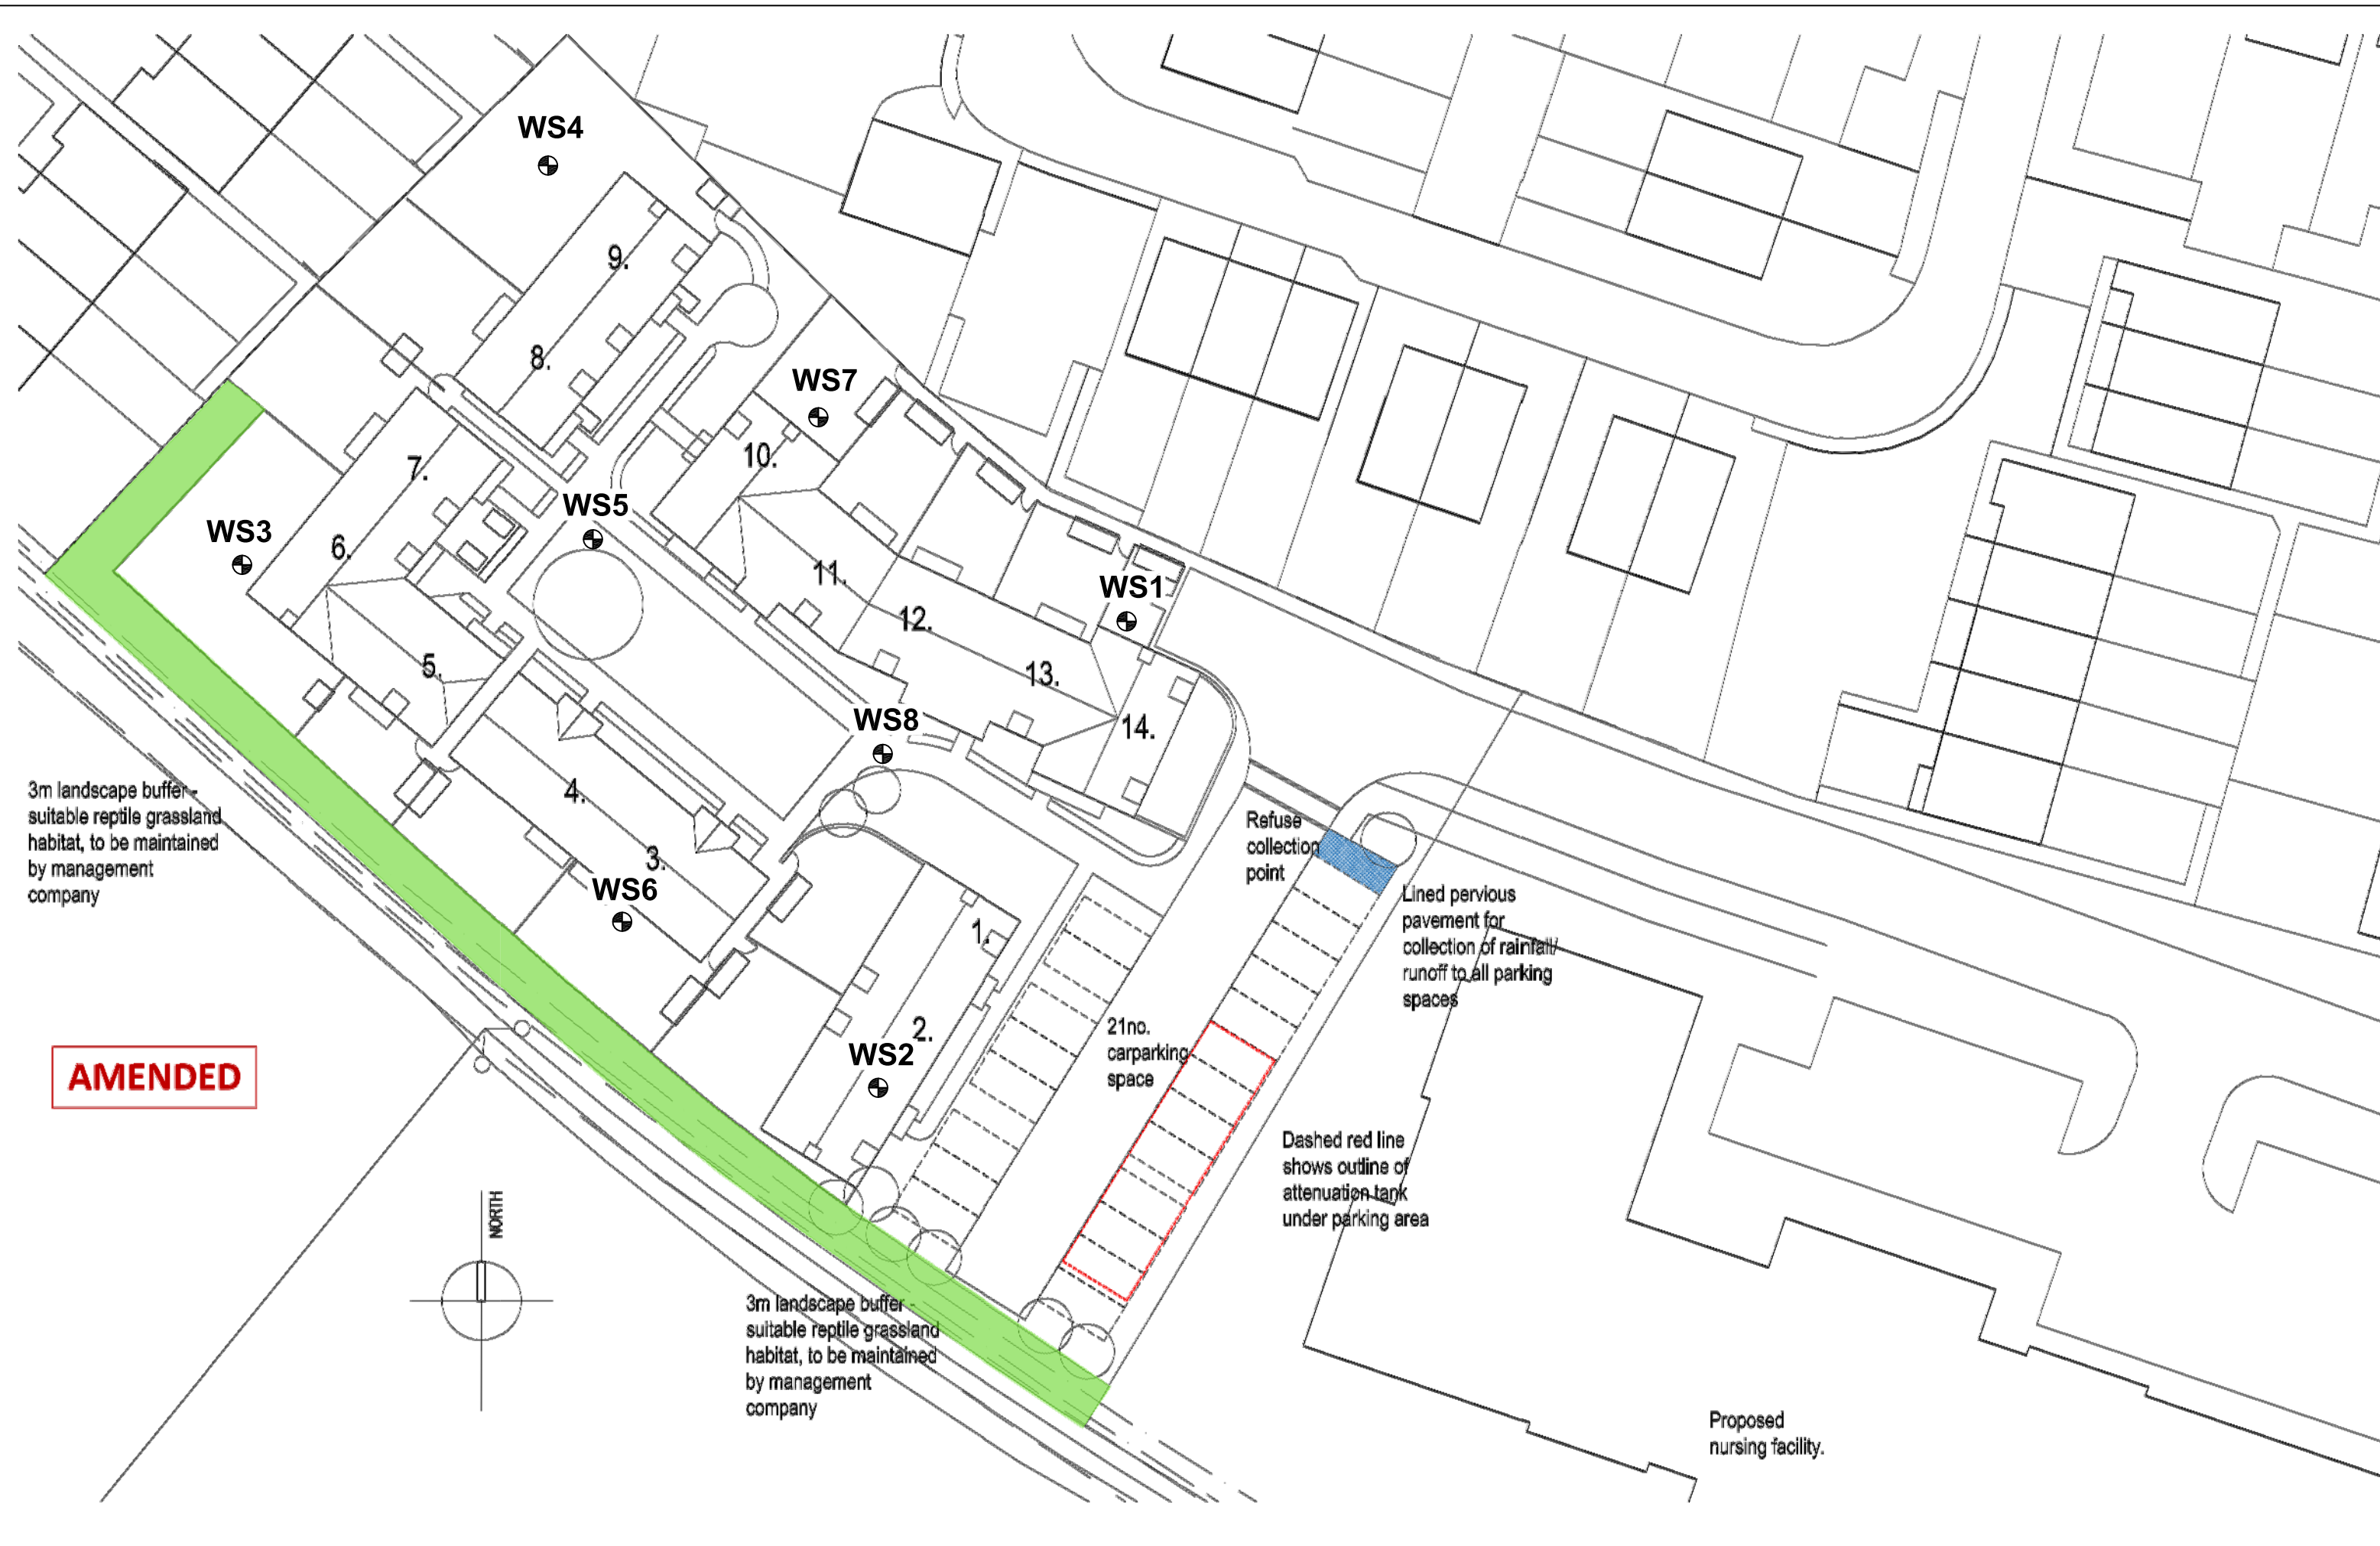 WS4
9.
8.
WS7
10.
7.
WS5
WS3
6.
11.
WS1
12.
5.
13.
WS8
14.
4.
3m landscape buffer -
suitable reptile grassland
habitat, to be maintained
by management
company
Refuse
collection
point
3.
WS6
Lined pervious
pavement for
collection of rainfall/
runoff to all parking
spaces
1.
2.
WS2
21no.
carparking
space
AMENDED
Dashed red line
shows outline of
attenuation tank
under parking area
NORTH
3m landscape buffer -
suitable reptile grassland
habitat, to be maintained
by management
company
Proposed
nursing facility.